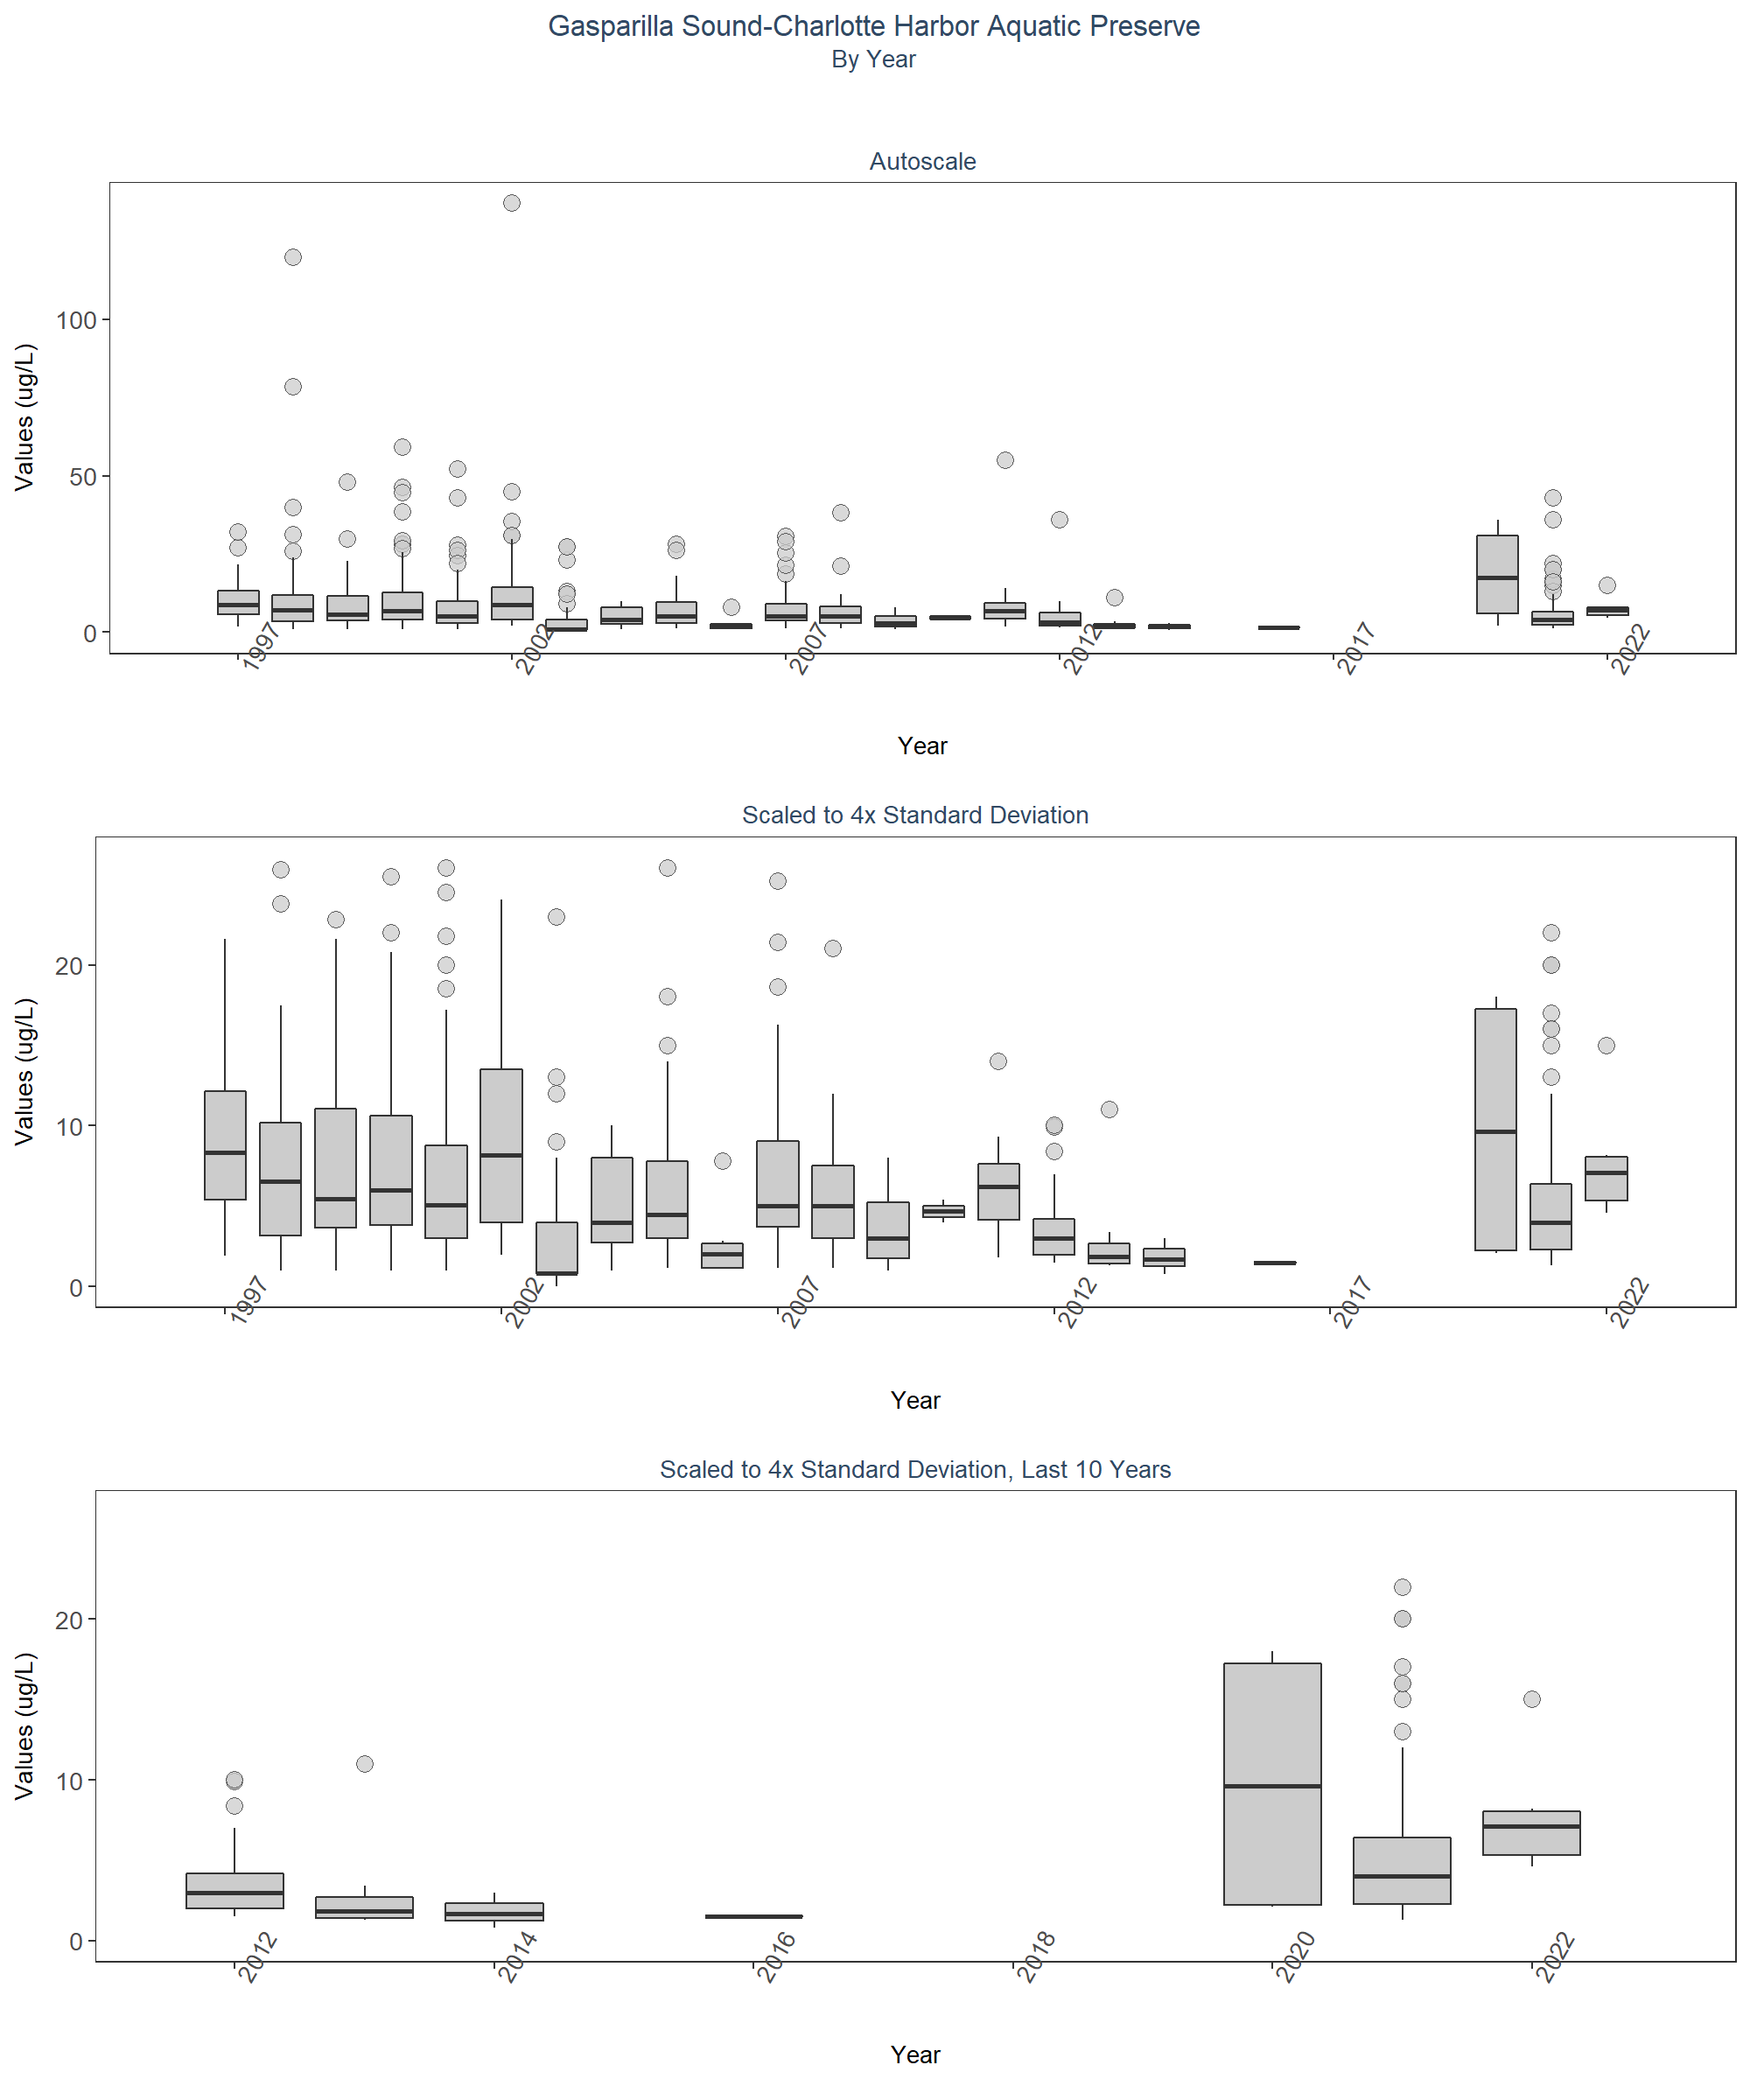 Gasparilla Sound-Charlotte Harbor Aquatic Preserve
By Year
Autoscale
Values (ug/L)
100
50
0
1997 2002 2007 2012 2017 2022
Year
Scaled to 4x Standard Deviation
Values (ug/L)
20
10
0
1997 2002 2007 2012 2017 2022
Year
Scaled to 4x Standard Deviation, Last 10 Years
Values (ug/L)
20
10
0
2012 2014 2016 2018 2020 2022
Year